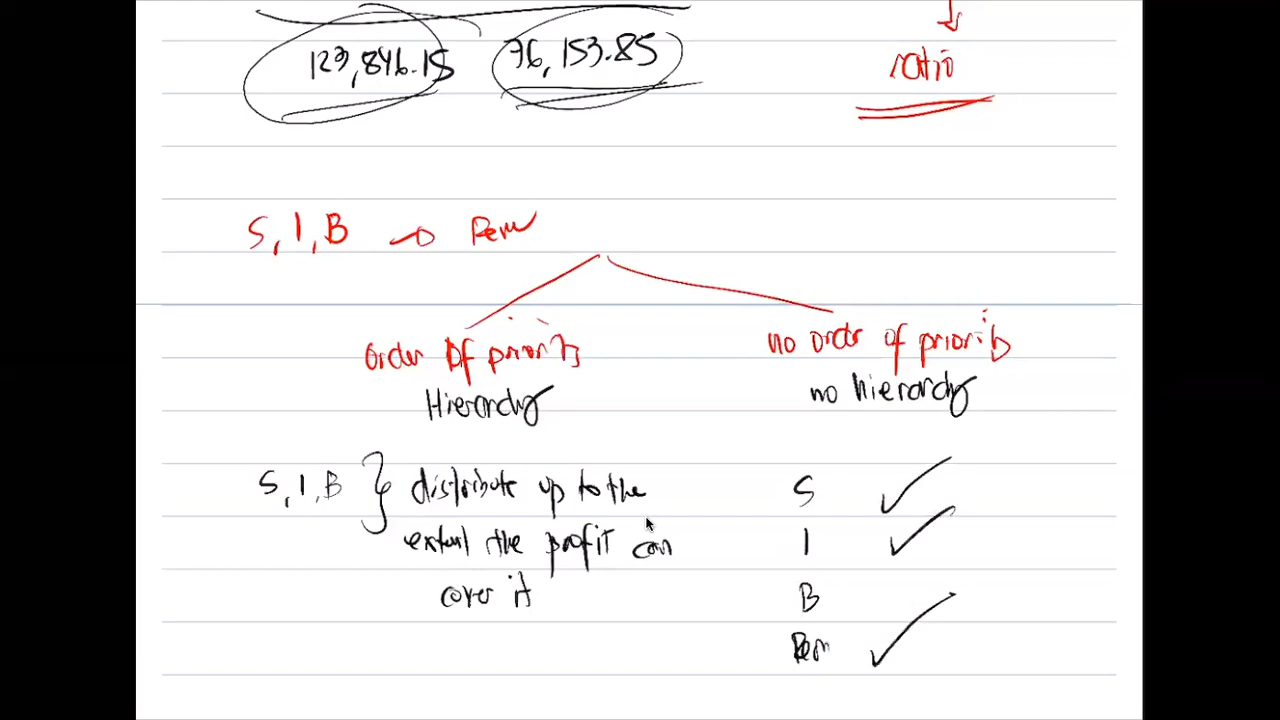 123,846.15 76,153.85
ratio
S, I, B → Rem
Order of priority
no order of priority
Hierarchy
no hierarchy
S, I, B } distribute up to the
extent the profit can
cover it
S ✓
I ✓
B
Rem ✓